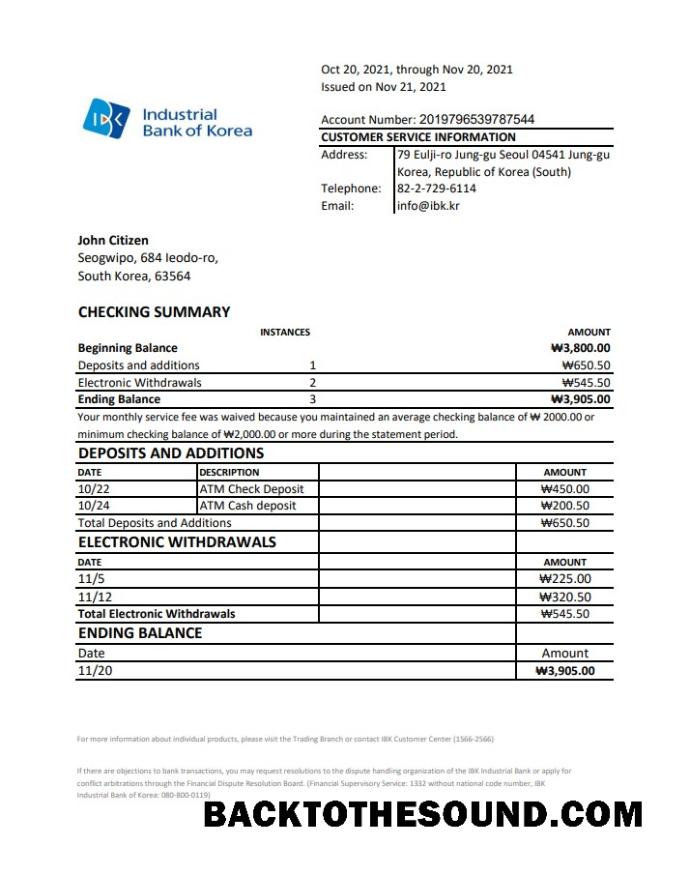 Oct 20, 2021, through Nov 20, 2021
Issued on Nov 21, 2021
IBK Industrial
Bank of Korea
Account Number: 2019796539787544
CUSTOMER SERVICE INFORMATION
Address: 79 Eulji-ro Jung-gu Seoul 04541 Jung-gu
Korea, Republic of Korea (South)
Telephone: 82-2-729-6114
Email: info@ibk.kr
John Citizen
Seogwipo, 684 Ieodo-ro,
South Korea, 63564
CHECKING SUMMARY
INSTANCES AMOUNT
Beginning Balance ₩3,800.00
Deposits and additions 1 ₩650.50
Electronic Withdrawals 2 ₩545.50
Ending Balance 3 ₩3,905.00
Your monthly service fee was waived because you maintained an average checking balance of ₩ 2000.00 or
minimum checking balance of ₩2,000.00 or more during the statement period.
DEPOSITS AND ADDITIONS
DATE DESCRIPTION AMOUNT
10/22 ATM Check Deposit ₩450.00
10/24 ATM Cash deposit ₩200.50
Total Deposits and Additions ₩650.50
ELECTRONIC WITHDRAWALS
DATE AMOUNT
11/5 ₩225.00
11/12 ₩320.50
Total Electronic Withdrawals ₩545.50
ENDING BALANCE
Date Amount
11/20 ₩3,905.00
For more information about individual products, please visit the Trading Branch or contact IBK Customer Center (1566-2566)
If there are objections to bank transactions, you may request resolutions to the dispute handling organization of the IBK Industrial Bank or apply for
conflict arbitrations through the Financial Dispute Resolution Board. (Financial Supervisory Service: 1332 without national code number, IBK
Industrial Bank of Korea: 080-800-0119)
BACKTOTHESOUND.COM